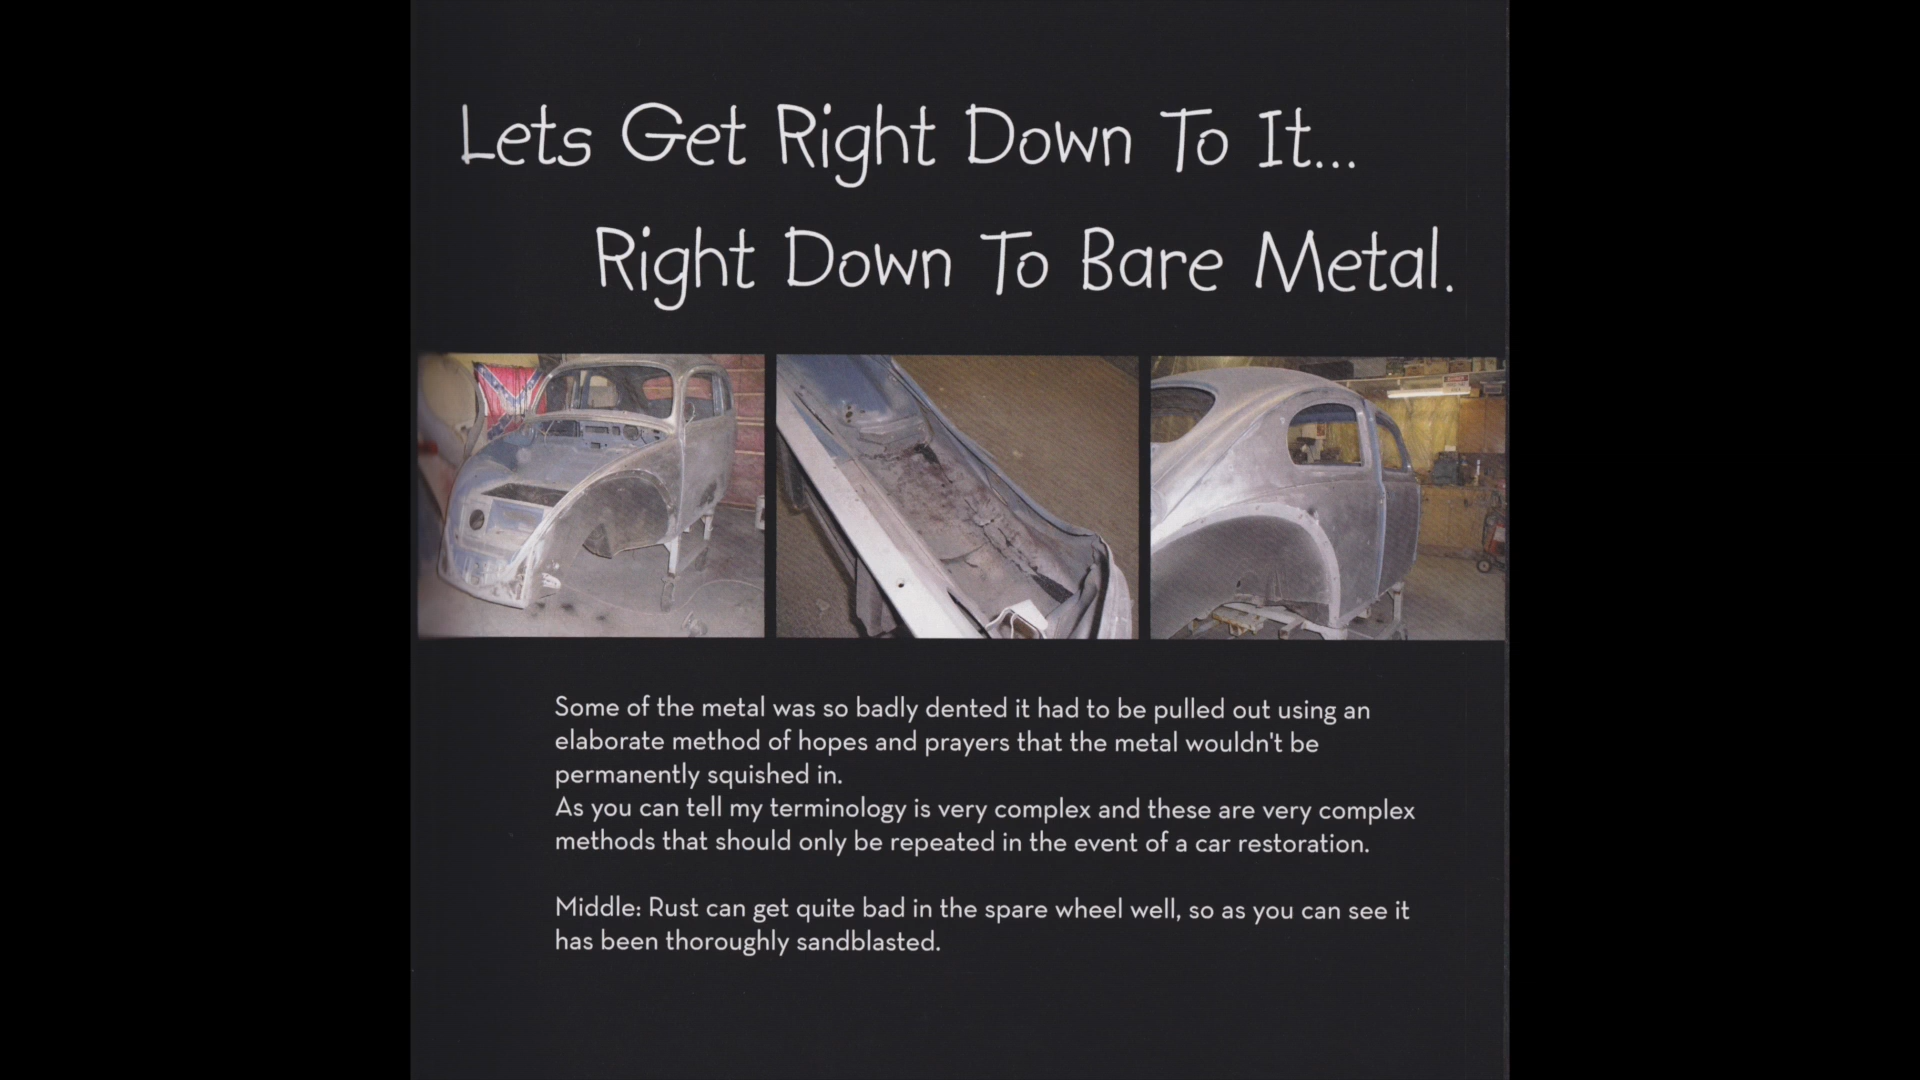 Lets Get Right Down To It...
Right Down To Bare Metal.
Some of the metal was so badly dented it had to be pulled out using an
elaborate method of hopes and prayers that the metal wouldn't be
permanently squished in.
As you can tell my terminology is very complex and these are very complex
methods that should only be repeated in the event of a car restoration.
Middle: Rust can get quite bad in the spare wheel well, so as you can see it
has been thoroughly sandblasted.